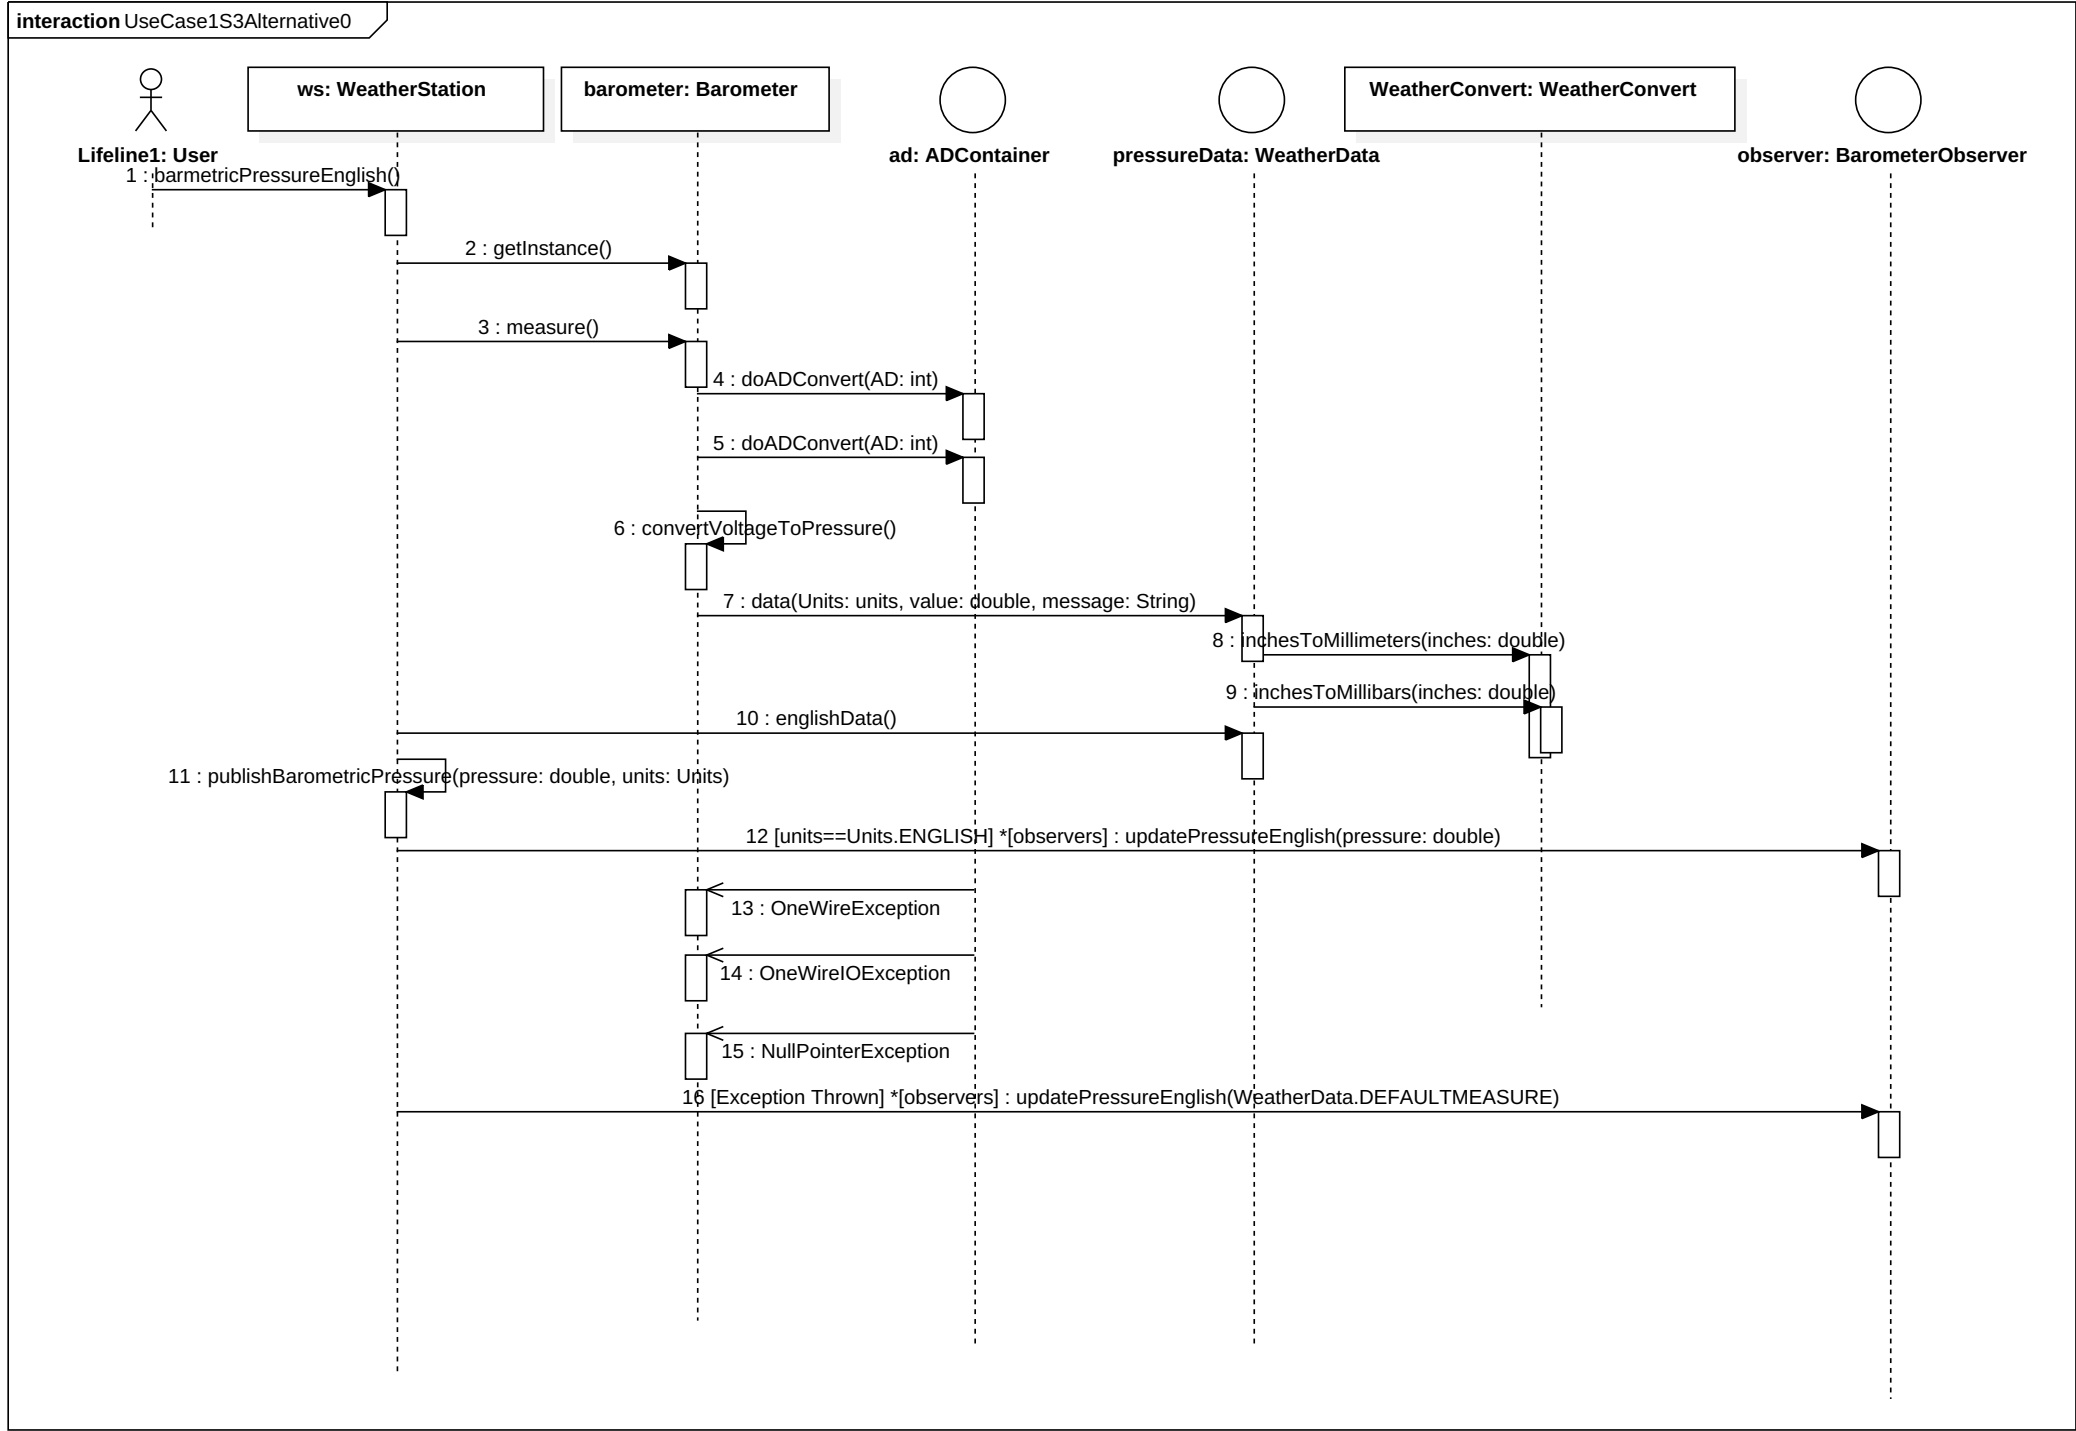 interaction UseCase1S3Alternative0
ws: WeatherStation
barometer: Barometer
WeatherConvert: WeatherConvert
Lifeline1: User
ad: ADContainer
pressureData: WeatherData
observer: BarometerObserver
1 : barmetricPressureEnglish()
2 : getInstance()
3 : measure()
4 : doADConvert(AD: int)
5 : doADConvert(AD: int)
6 : convertVoltageToPressure()
7 : data(Units: units, value: double, message: String)
8 : inchesToMillimeters(inches: double)
9 : inchesToMillibars(inches: double)
10 : englishData()
11 : publishBarometricPressure(pressure: double, units: Units)
12 [units==Units.ENGLISH] *[observers] : updatePressureEnglish(pressure: double)
13 : OneWireException
14 : OneWireIOException
15 : NullPointerException
16 [Exception Thrown] *[observers] : updatePressureEnglish(WeatherData.DEFAULTMEASURE)